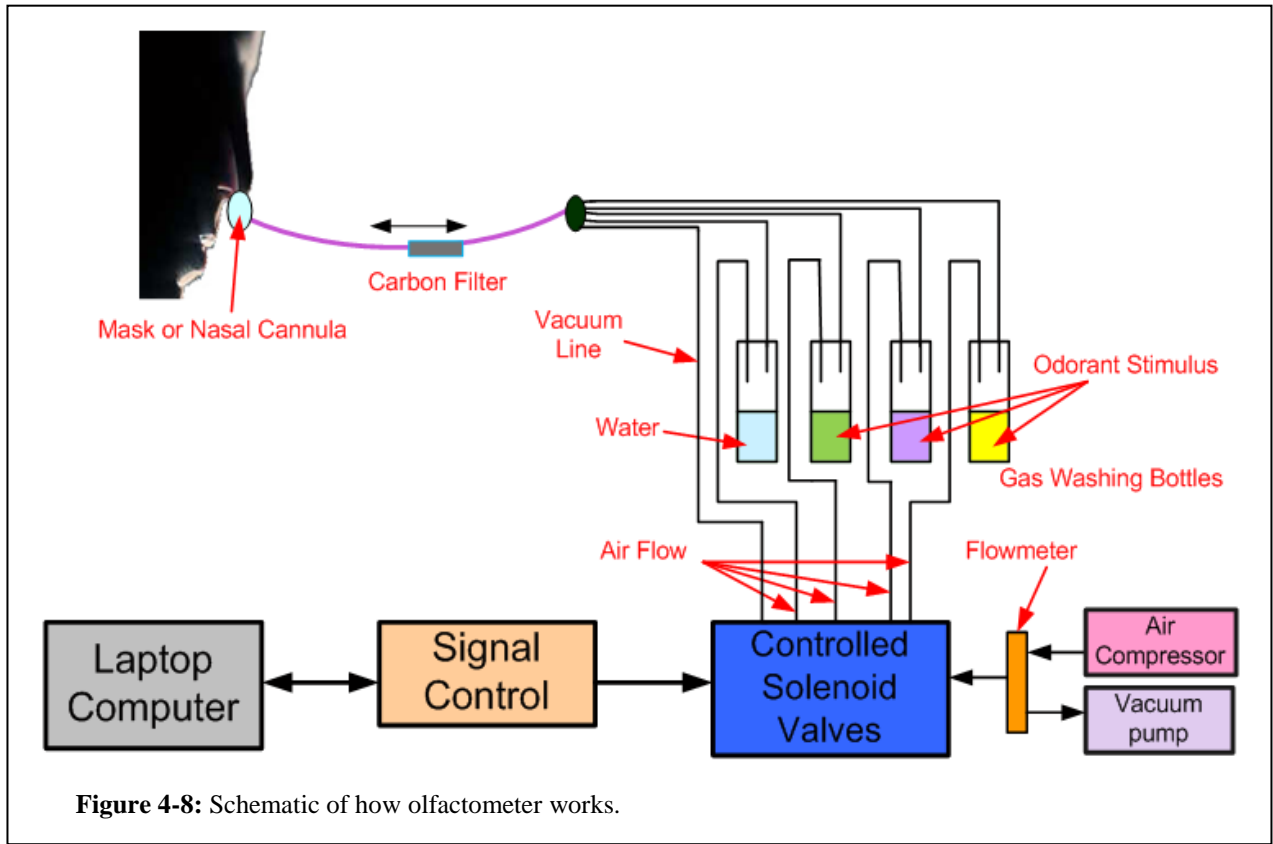 Carbon Filter
Mask or Nasal Cannula
Vacuum
Line
Odorant Stimulus
Water
Gas Washing Bottles
Air Flow
Flowmeter
Laptop
Computer
Signal
Control
Controlled
Solenoid
Valves
Air
Compressor
Vacuum
pump
Figure 4-8: Schematic of how olfactometer works.